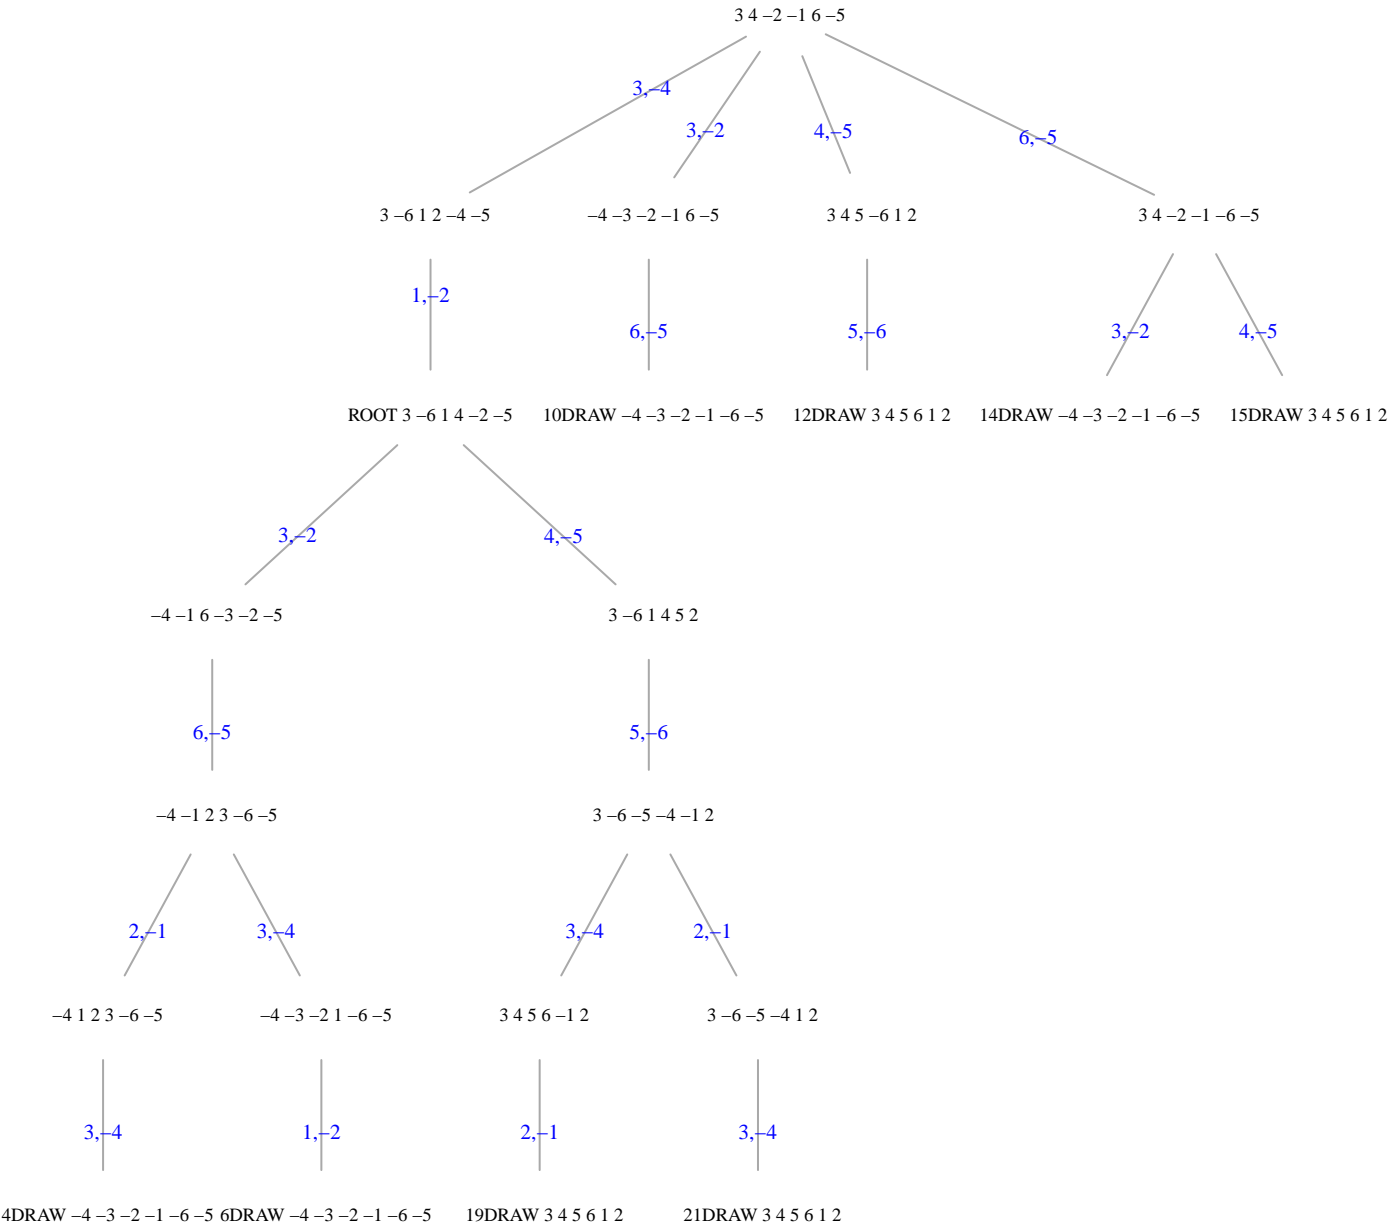 3 4 –2 –1 6 –5
3,–4
3,–2
4,–5
6,–5
3 –6 1 2 –4 –5
–4 –3 –2 –1 6 –5
3 4 5 –6 1 2
3 4 –2 –1 –6 –5
1,–2
6,–5
5,–6
3,–2
4,–5
ROOT 3 –6 1 4 –2 –5
10DRAW –4 –3 –2 –1 –6 –5
12DRAW 3 4 5 6 1 2
14DRAW –4 –3 –2 –1 –6 –5
15DRAW 3 4 5 6 1 2
3,–2
4,–5
–4 –1 6 –3 –2 –5
3 –6 1 4 5 2
6,–5
5,–6
–4 –1 2 3 –6 –5
3 –6 –5 –4 –1 2
2,–1
3,–4
3,–4
2,–1
–4 1 2 3 –6 –5
–4 –3 –2 1 –6 –5
3 4 5 6 –1 2
3 –6 –5 –4 1 2
3,–4
1,–2
2,–1
3,–4
4DRAW –4 –3 –2 –1 –6 –5
6DRAW –4 –3 –2 –1 –6 –5
19DRAW 3 4 5 6 1 2
21DRAW 3 4 5 6 1 2